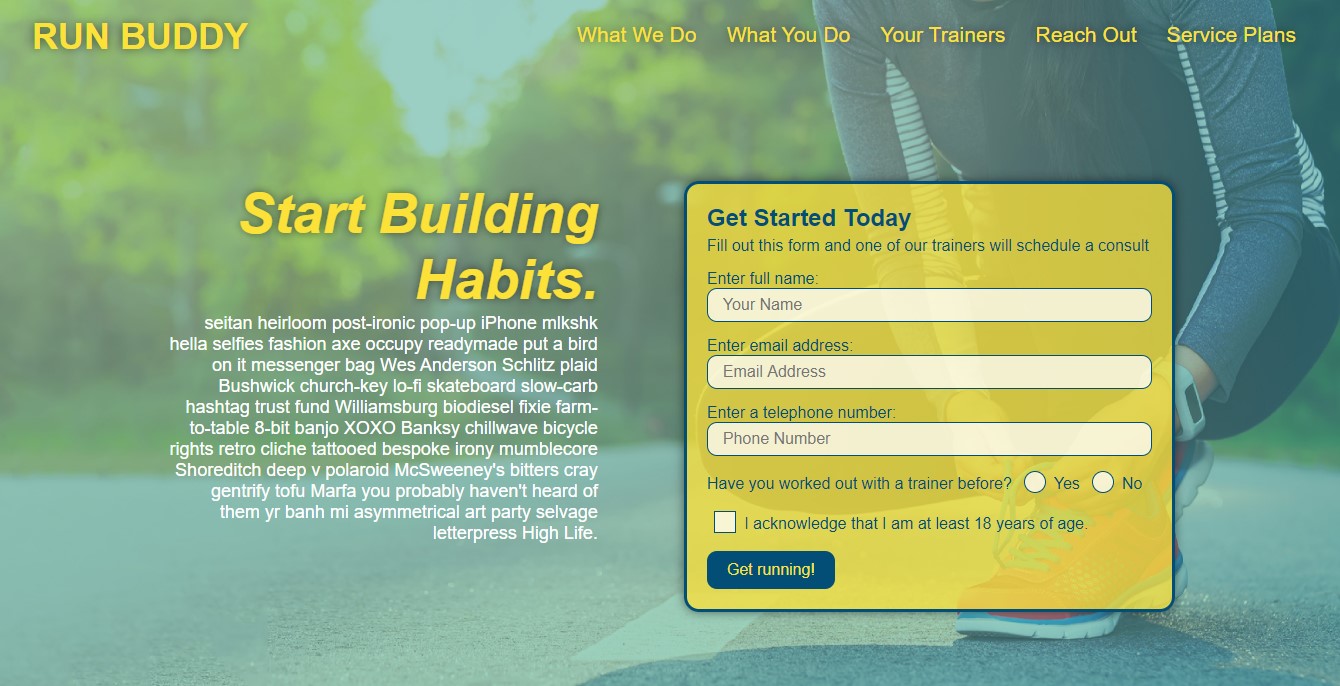 RUN BUDDY
What We Do
What You Do
Your Trainers
Reach Out
Service Plans
Start Building
Habits.
seitan heirloom post-ironic pop-up iPhone mlkshk
hella selfies fashion axe occupy readymade put a bird
on it messenger bag Wes Anderson Schlitz plaid
Bushwick church-key lo-fi skateboard slow-carb
hashtag trust fund Williamsburg biodiesel fixie farm-
to-table 8-bit banjo XOXO Banksy chillwave bicycle
rights retro cliche tattooed bespoke irony mumblecore
Shoreditch deep v polaroid McSweeney's bitters cray
gentrify tofu Marfa you probably haven't heard of
them yr banh mi asymmetrical art party selvage
letterpress High Life.
Get Started Today
Fill out this form and one of our trainers will schedule a consult
Enter full name:
Your Name
Enter email address:
Email Address
Enter a telephone number:
Phone Number
Have you worked out with a trainer before? Yes No
I acknowledge that I am at least 18 years of age.
Get running!